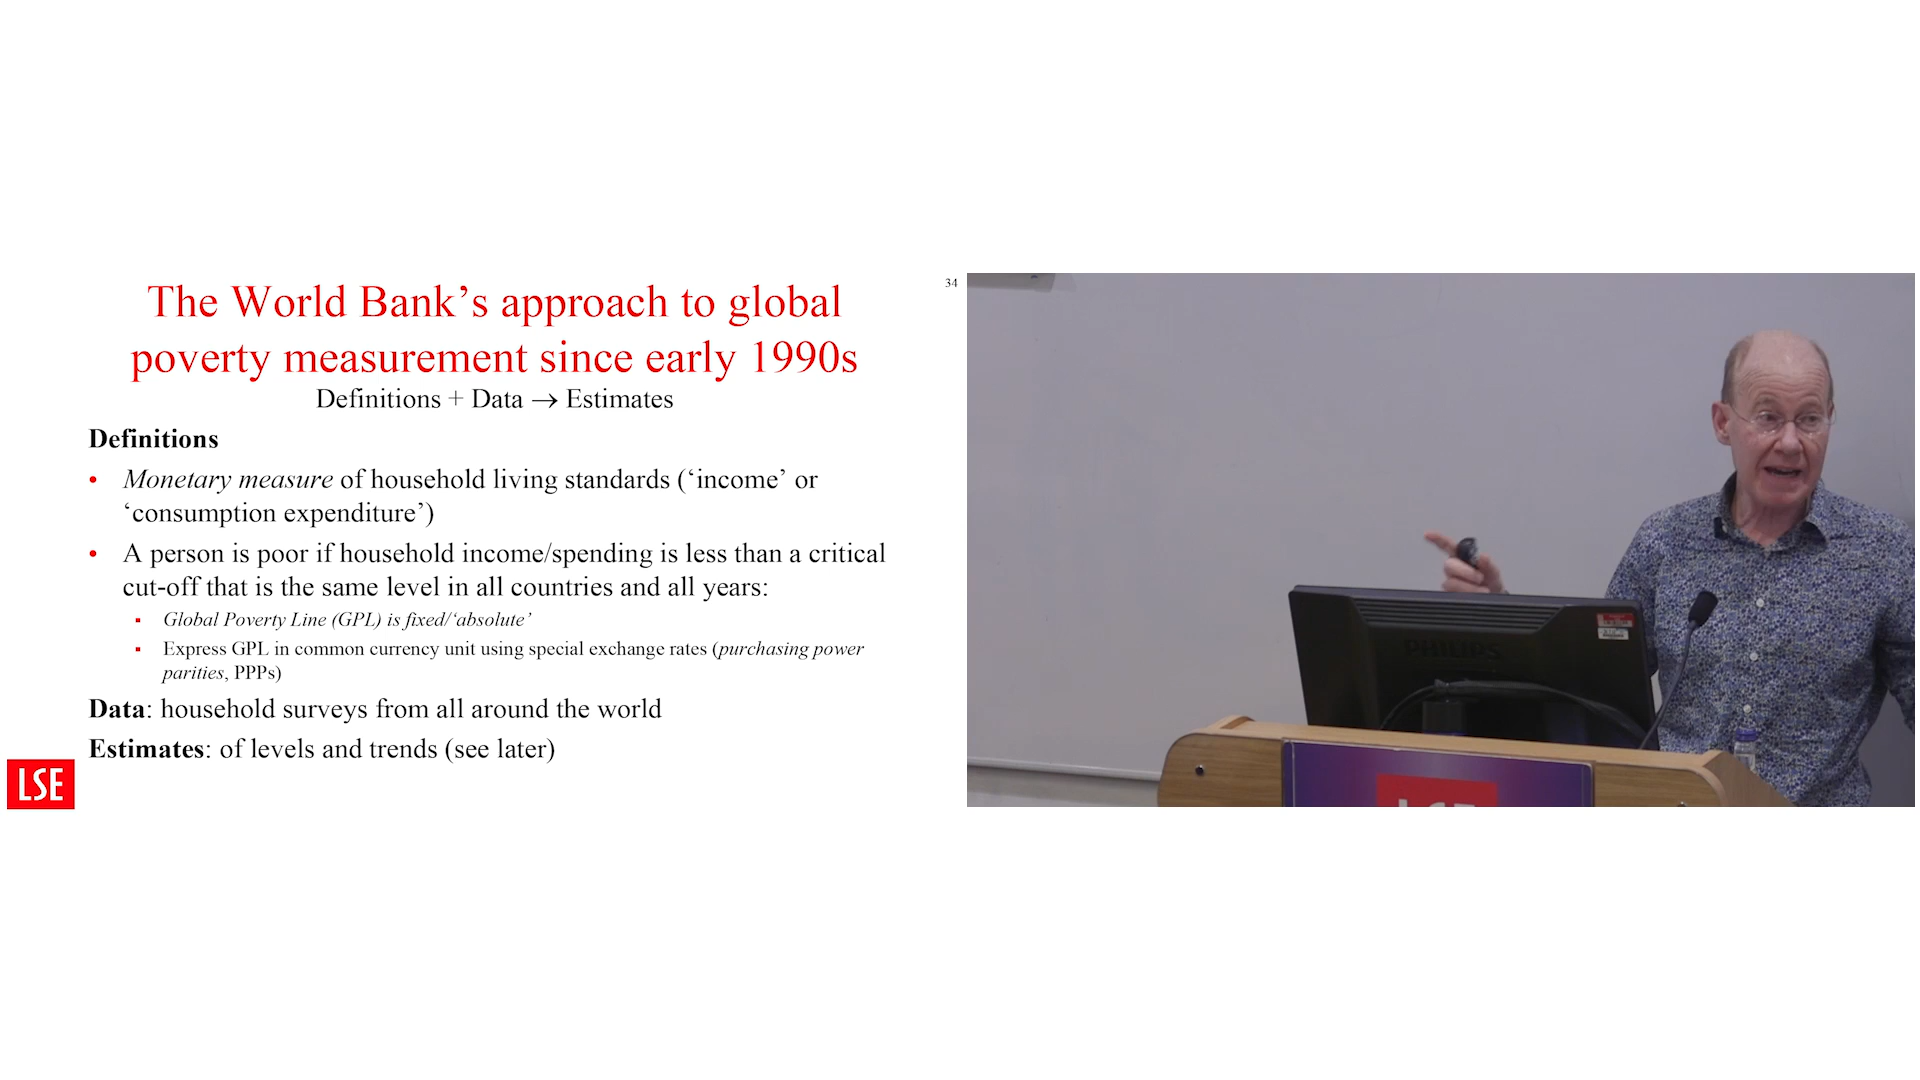 The World Bank’s approach to global
poverty measurement since early 1990s
Definitions + Data → Estimates
Definitions
• Monetary measure of household living standards (‘income’ or
‘consumption expenditure’)
• A person is poor if household income/spending is less than a critical
cut-off that is the same level in all countries and all years:
▪ Global Poverty Line (GPL) is fixed/‘absolute’
▪ Express GPL in common currency unit using special exchange rates (purchasing power
parities, PPPs)
Data: household surveys from all around the world
Estimates: of levels and trends (see later)
LSE
34
PHILIPS
LSE